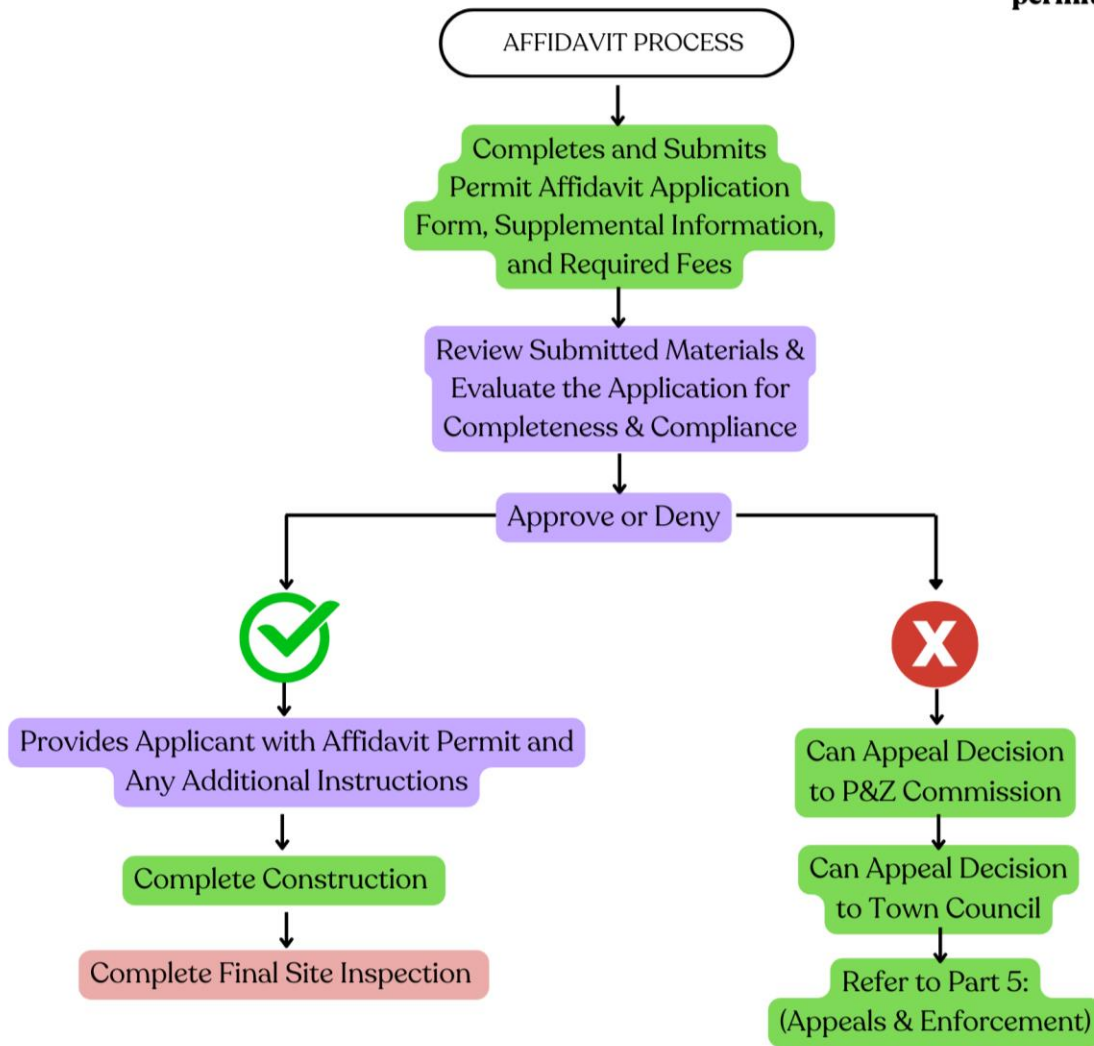 AFFIDAVIT PROCESS
Completes and Submits
Permit Affidavit Application
Form, Supplemental Information,
and Required Fees
Review Submitted Materials &
Evaluate the Application for
Completeness & Compliance
Approve or Deny
X
Provides Applicant with Affidavit Permit and
Any Additional Instructions
Complete Construction
Complete Final Site Inspection
Can Appeal Decision
to P&Z Commission
Can Appeal Decision
to Town Council
Refer to Part 5:
(Appeals & Enforcement)